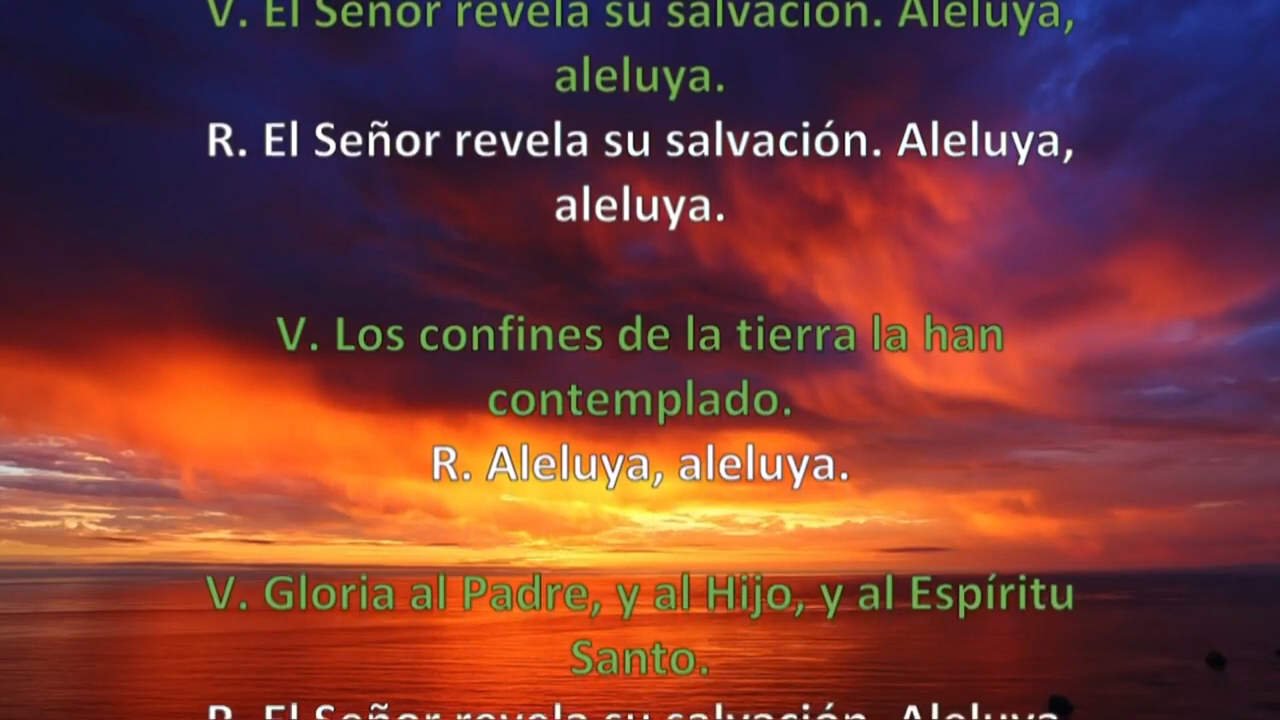 V. El Señor revela su salvación. Aleluya,
aleluya.
R. El Señor revela su salvación. Aleluya,
aleluya.
V. Los confines de la tierra la han
contemplado.
R. Aleluya, aleluya.
V. Gloria al Padre, y al Hijo, y al Espíritu
Santo.
R. El Señor revela su salvación. Aleluya,